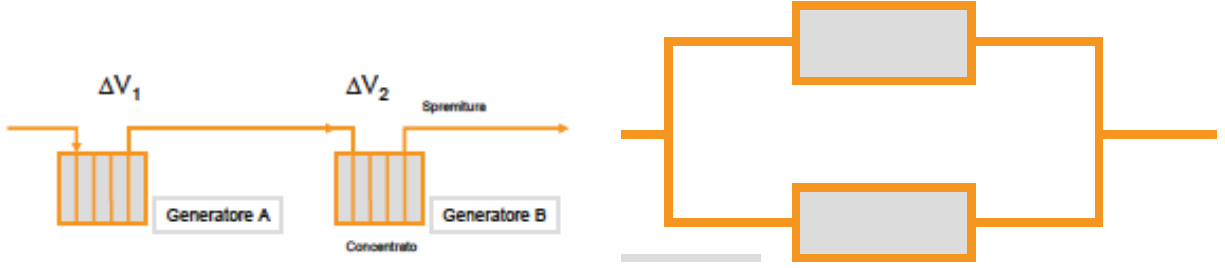 ΔV1
ΔV2
Spremitura
Generatore A
Generatore B
Concentrato